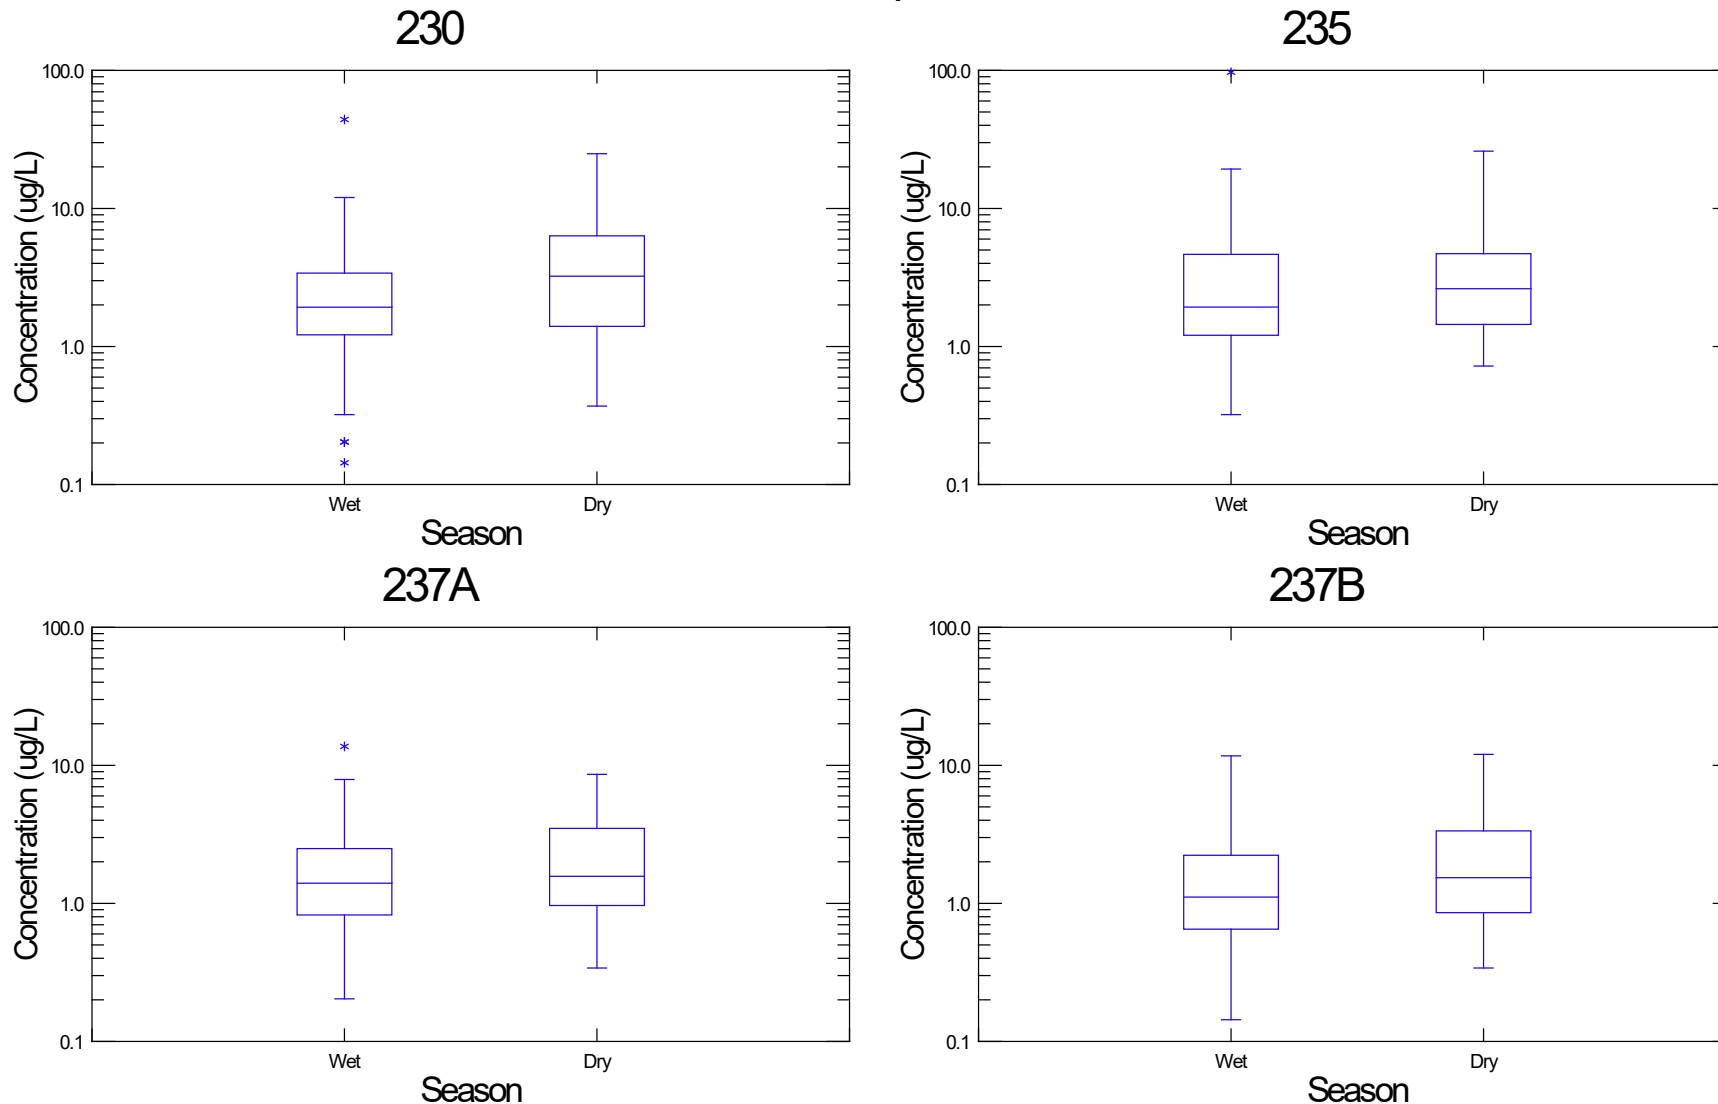 230
100.0
10.0
1.0
0.1
Concentration (ug/L)
Wet
Dry
Season
235
100.0
10.0
1.0
0.1
Concentration (ug/L)
Wet
Dry
Season
237A
100.0
10.0
1.0
0.1
Concentration (ug/L)
Wet
Dry
Season
237B
100.0
10.0
1.0
0.1
Concentration (ug/L)
Wet
Dry
Season